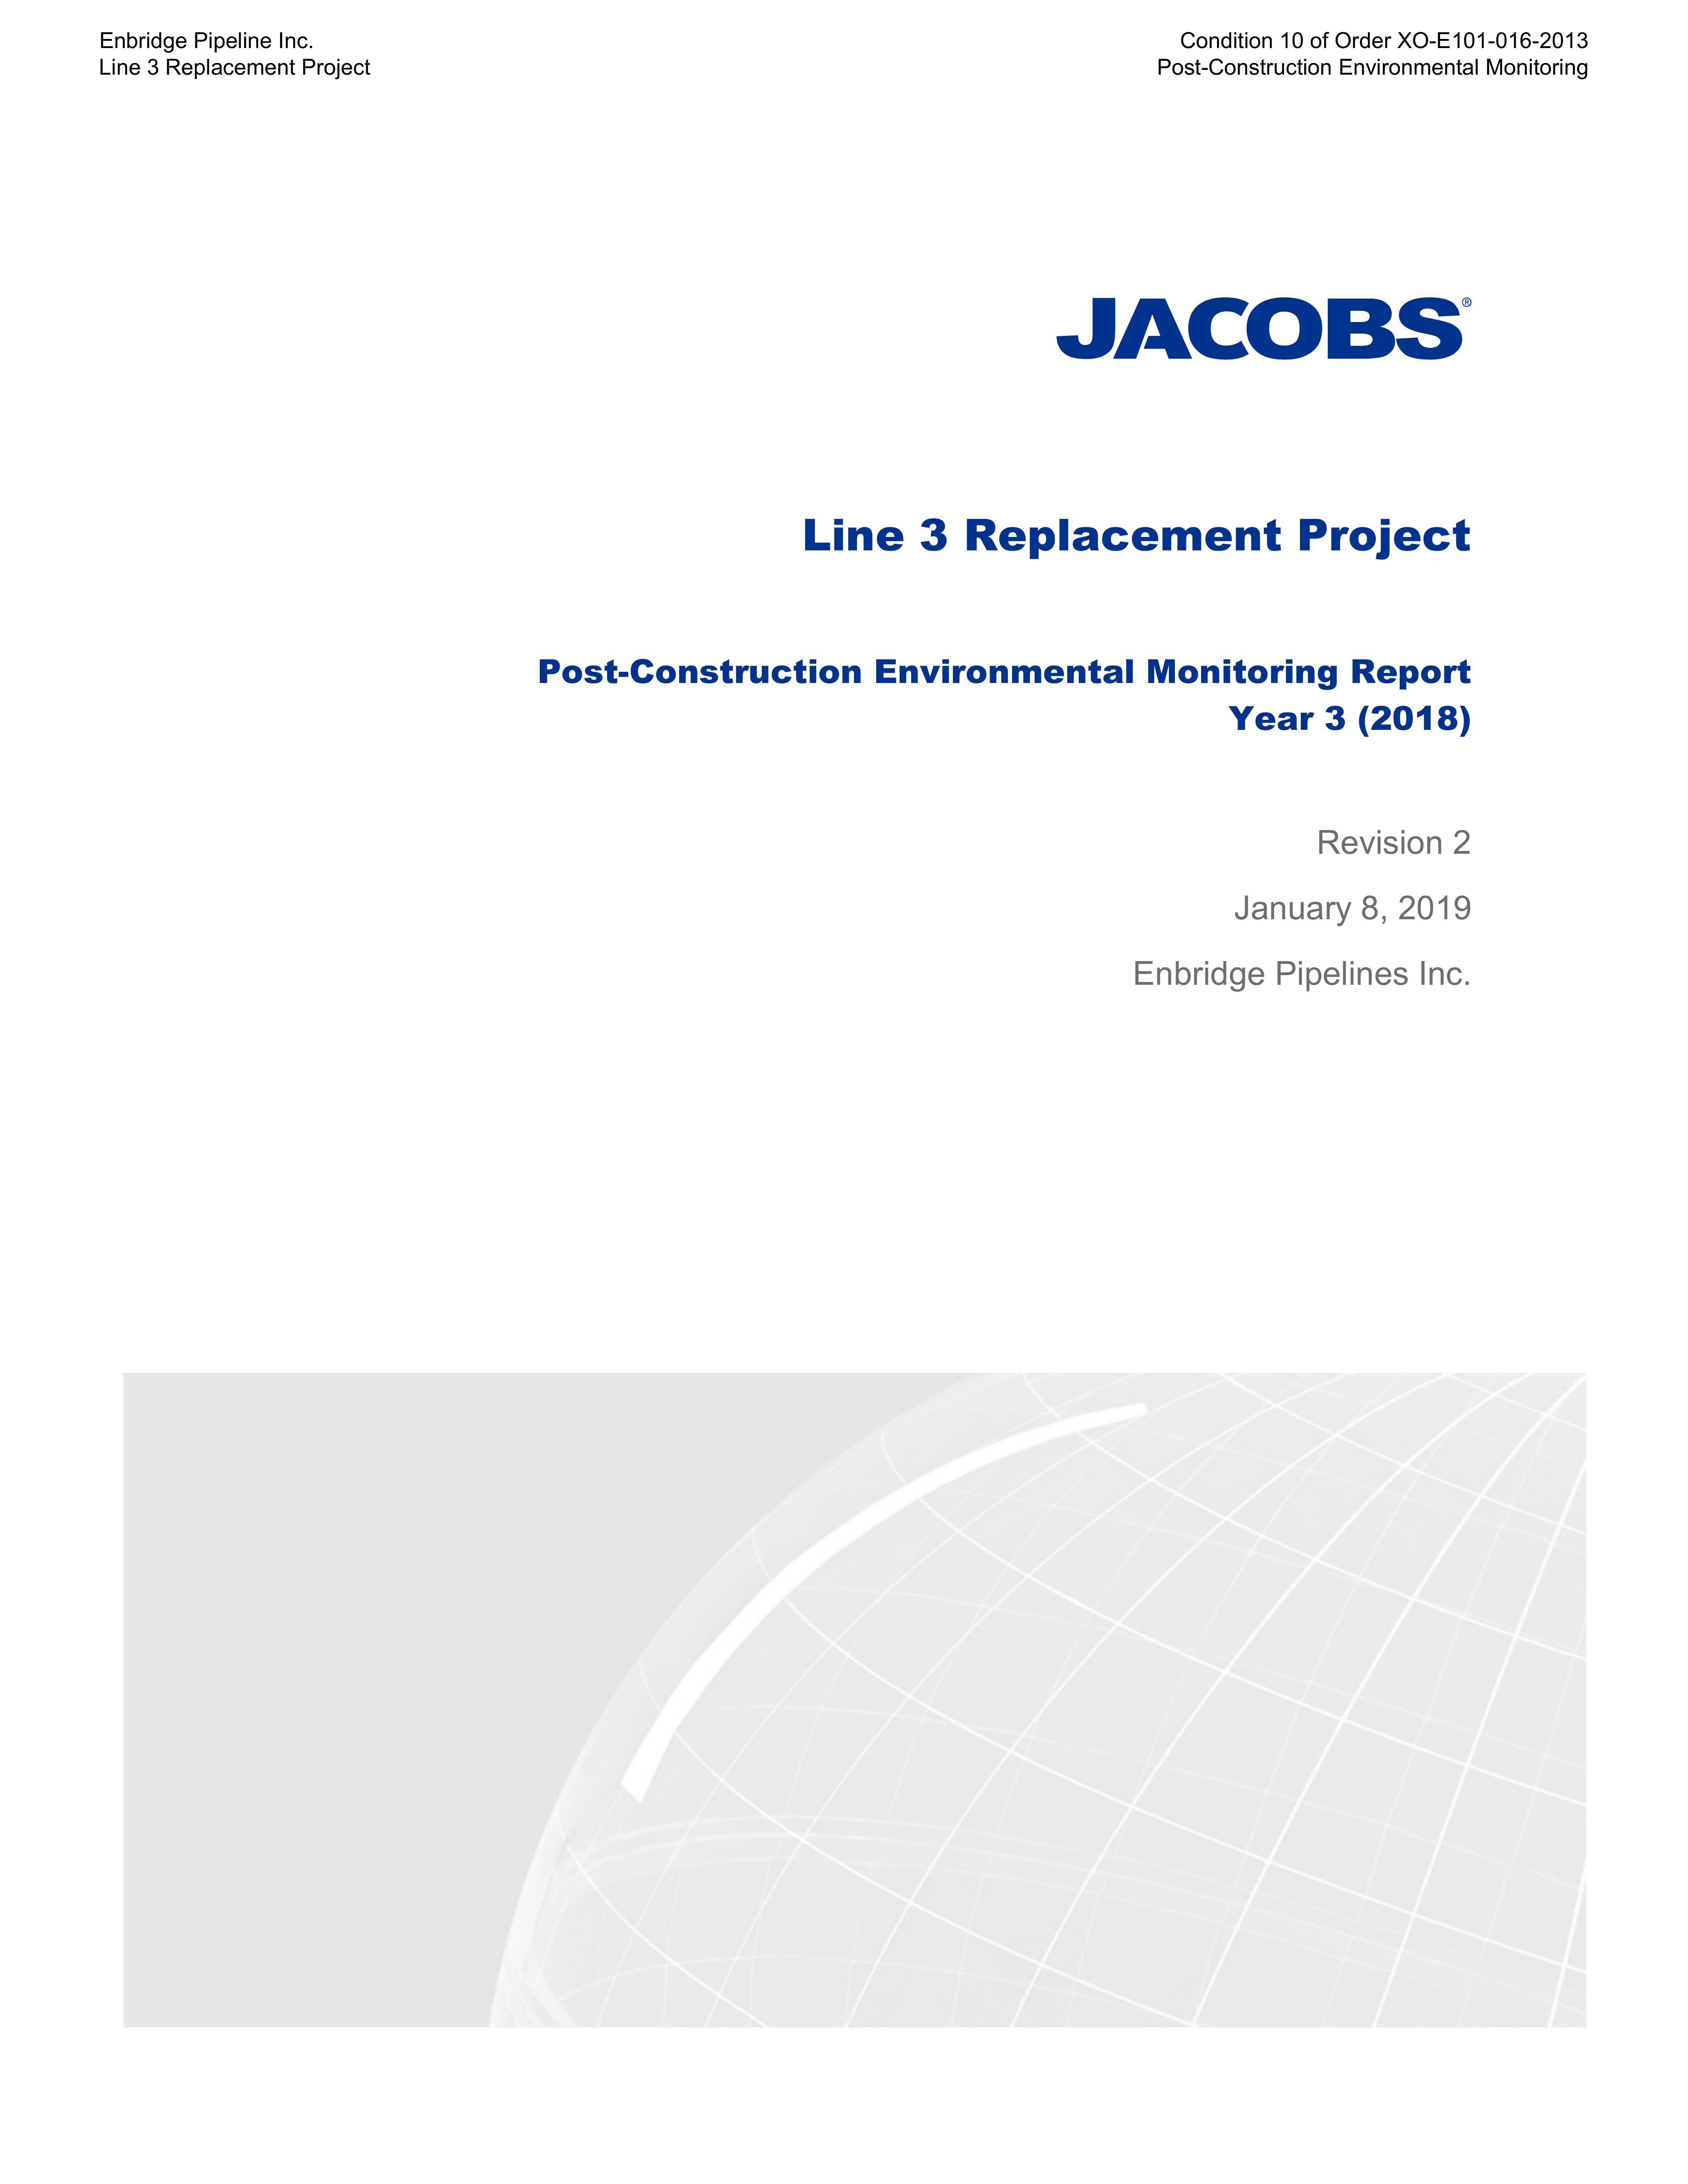 Enbridge Pipeline Inc.
Line 3 Replacement Project
Condition 10 of Order XO-E101-016-2013
Post-Construction Environmental Monitoring
JACOBS®
Line 3 Replacement Project
Post-Construction Environmental Monitoring Report
Year 3 (2018)
Revision 2
January 8, 2019
Enbridge Pipelines Inc.